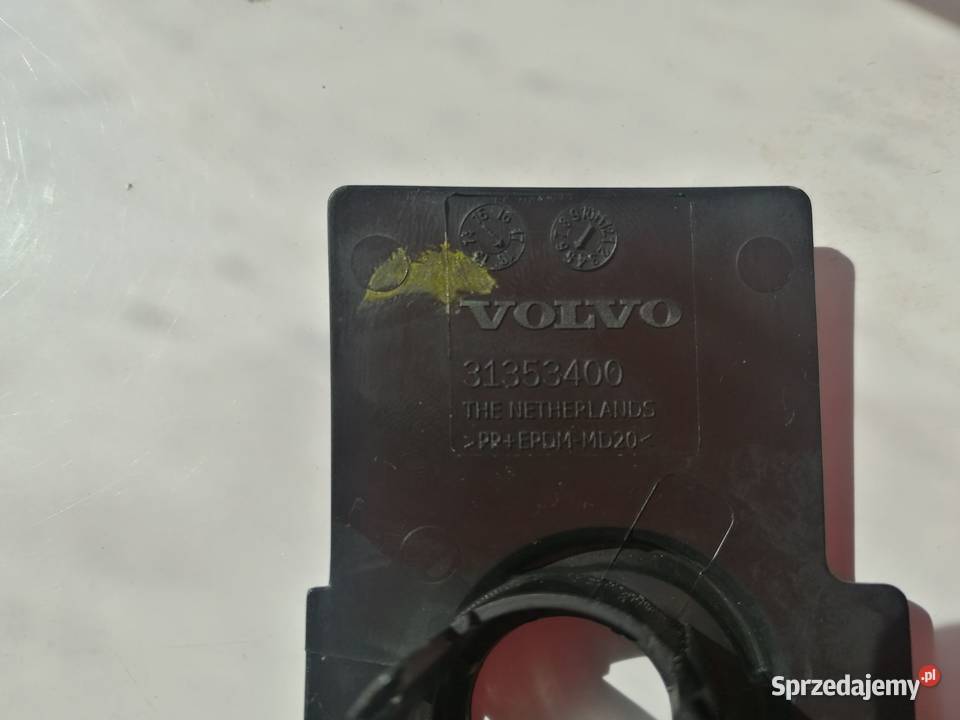 VOLVO
31353400
THE NETHERLANDS
>PP+EPDM-MD20<
Sprzedajemy.pl